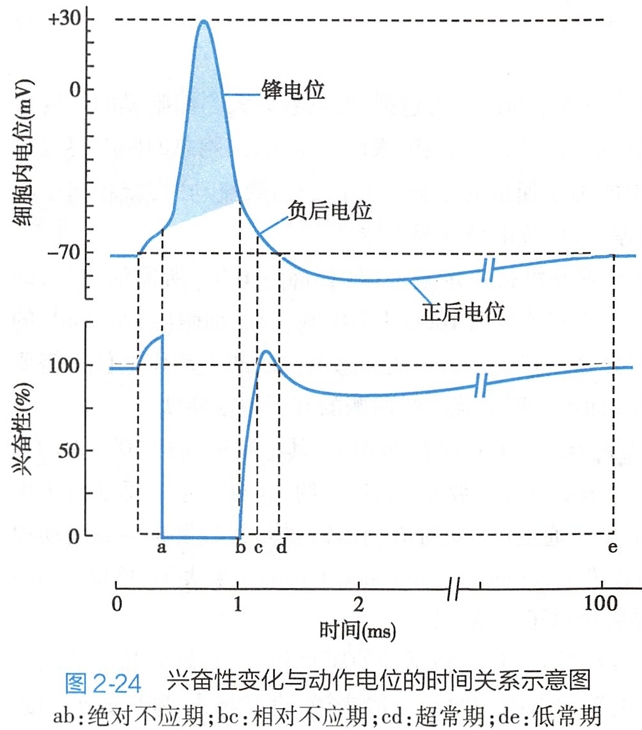 +30
0
-70
细胞内电位(mV)
锋电位
负后电位
正后电位
100
50
0
兴奋性(%)
a b c d e
0 1 2 100
时间(ms)
图 2-24 兴奋性变化与动作电位的时间关系示意图
ab:绝对不应期;bc:相对不应期;cd:超常期;de:低常期